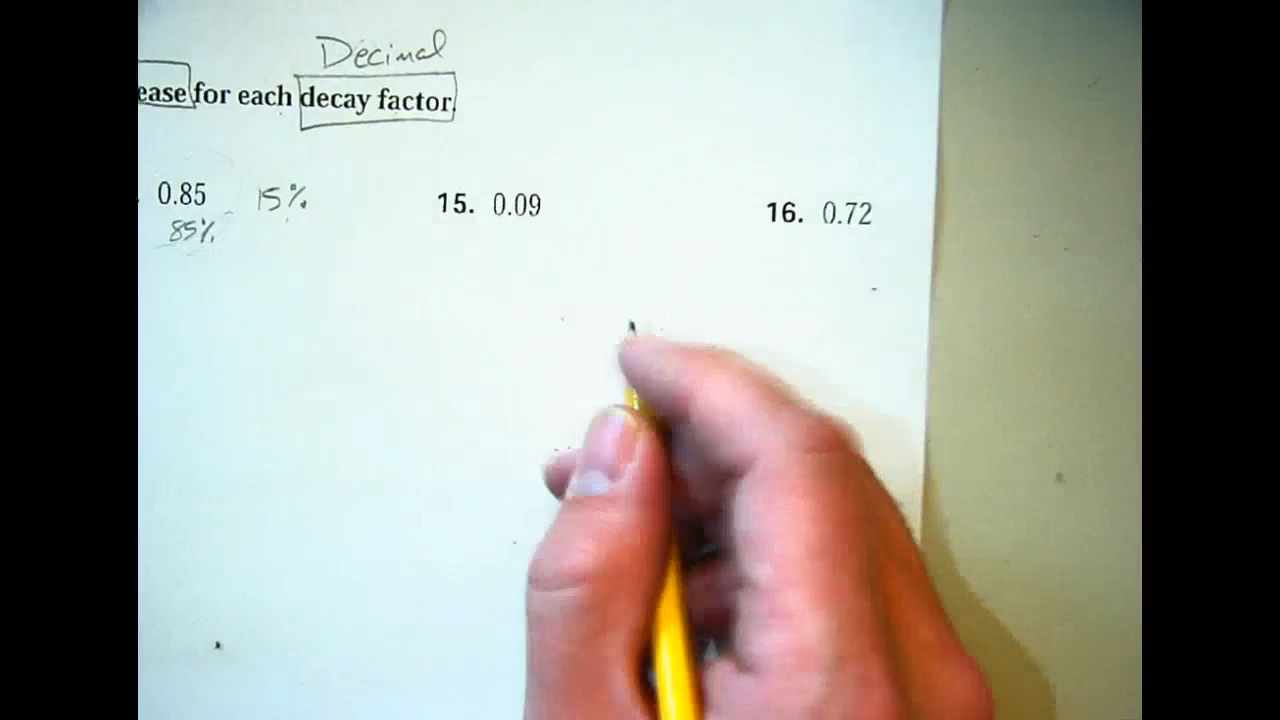 Decimal
ease for each decay factor.
0.85 15% 15. 0.09 16. 0.72
85%